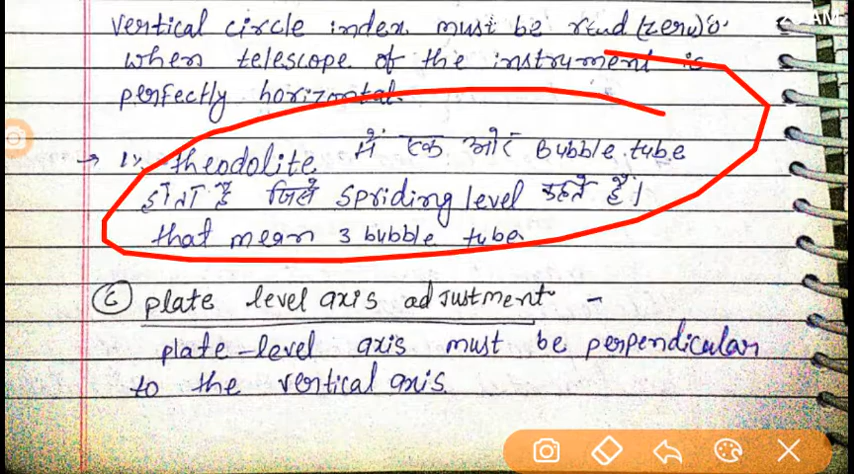 vertical circle index must be read (zero) 0°
when telescope of the instrument is
perfectly horizontal.
→ 1> theodolite में एक और Bubble tube
होता है जिसे Spriding level कहते हैं।
that mean 3 bubble tube
⑥ plate level axis adjustment -
plate-level axis must be perpendicular
to the vertical axis.
AM